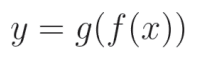 y = g(f(x))